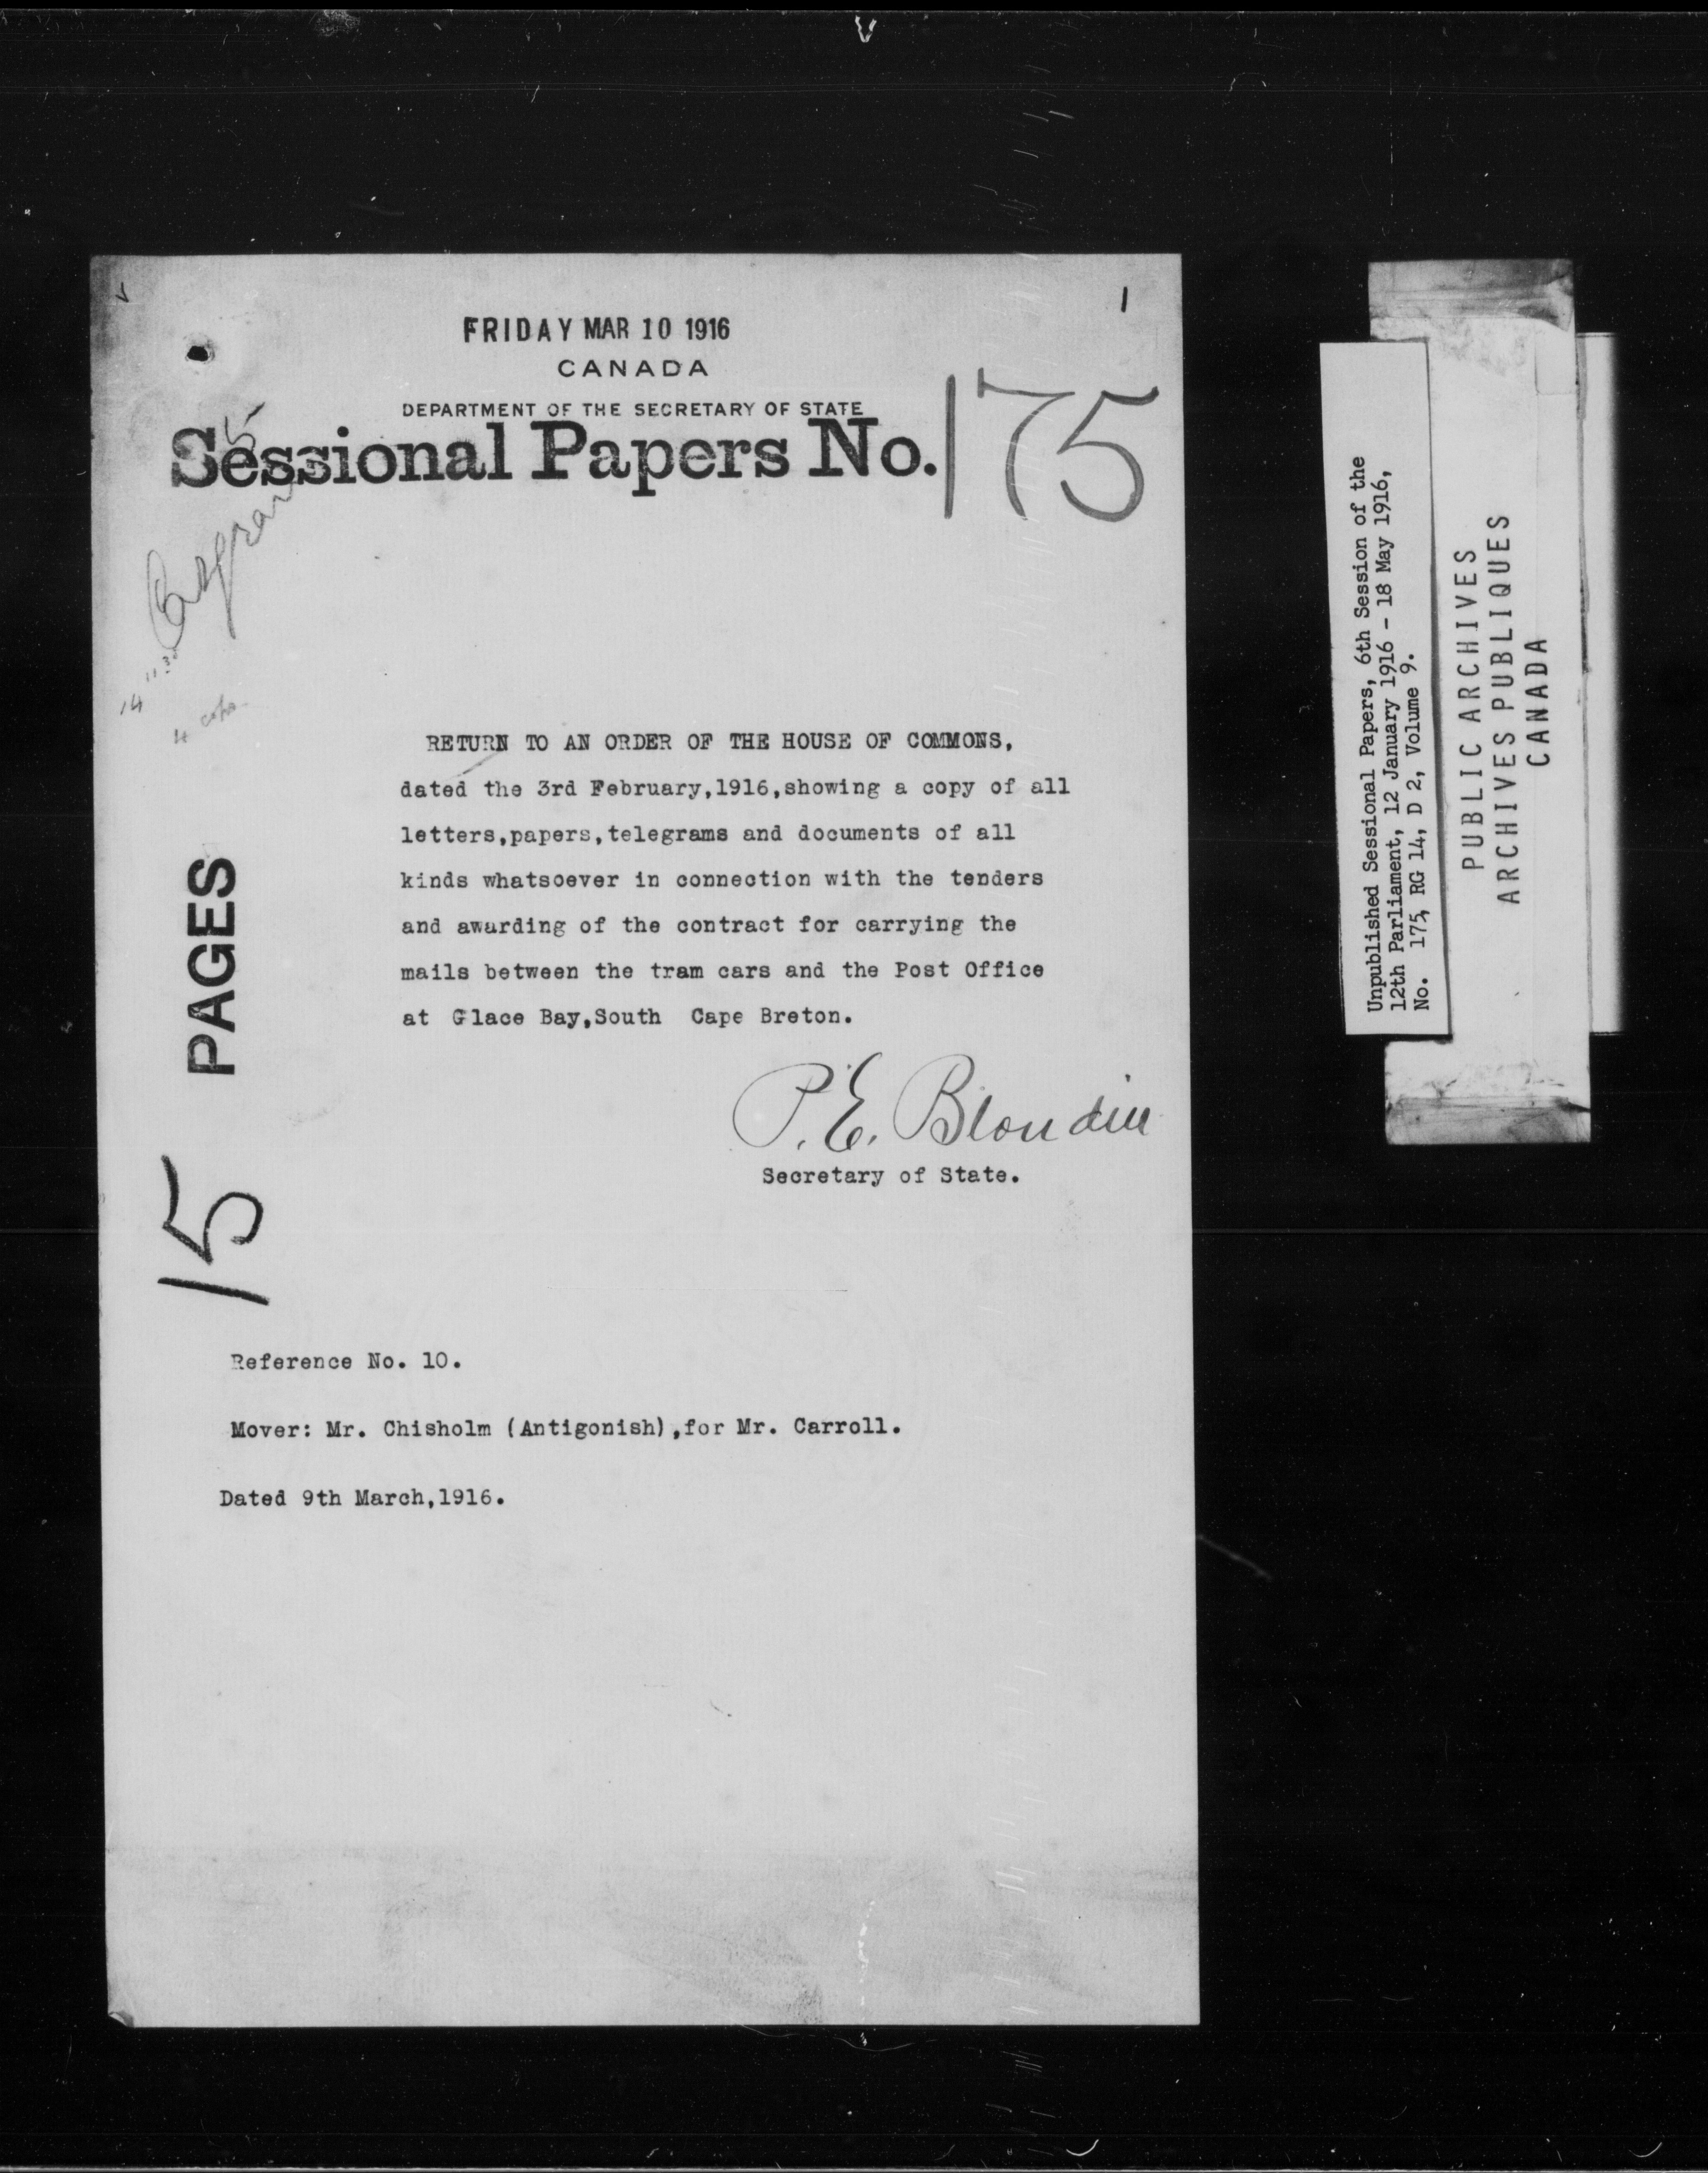 1
FRIDAY MAR 10 1916
CANADA
DEPARTMENT OF THE SECRETARY OF STATE
Sessional Papers No. 175
RETURN TO AN ORDER OF THE HOUSE OF COMMONS,
dated the 3rd February,1916,showing a copy of all
letters,papers,telegrams and documents of all
kinds whatsoever in connection with the tenders
and awarding of the contract for carrying the
mails between the tram cars and the Post Office
at Glace Bay,South Cape Breton.
P.E. Blondin
Secretary of State.
15 PAGES
Reference No. 10.
Mover: Mr. Chisholm (Antigonish),for Mr. Carroll.
Dated 9th March,1916.
Unpublished Sessional Papers, 6th Session of the
12th Parliament, 12 January 1916 - 18 May 1916,
No. 175, RG 14, D 2, Volume 9.
PUBLIC ARCHIVES
ARCHIVES PUBLIQUES
CANADA